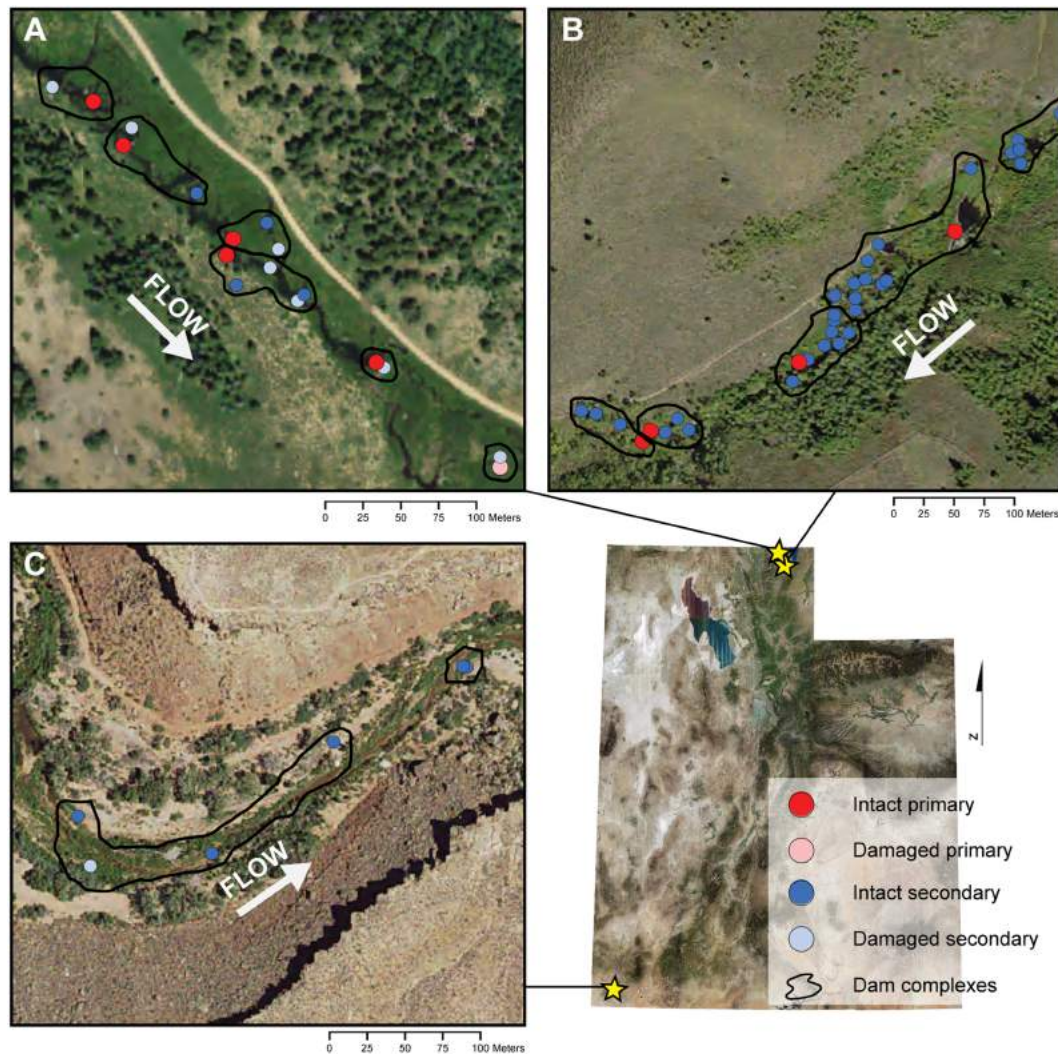 A
B
FLOW
FLOW
0 25 50 75 100 Meters
0 25 50 75 100 Meters
C
FLOW
0 25 50 75 100 Meters
N
Intact primary
Damaged primary
Intact secondary
Damaged secondary
Dam complexes